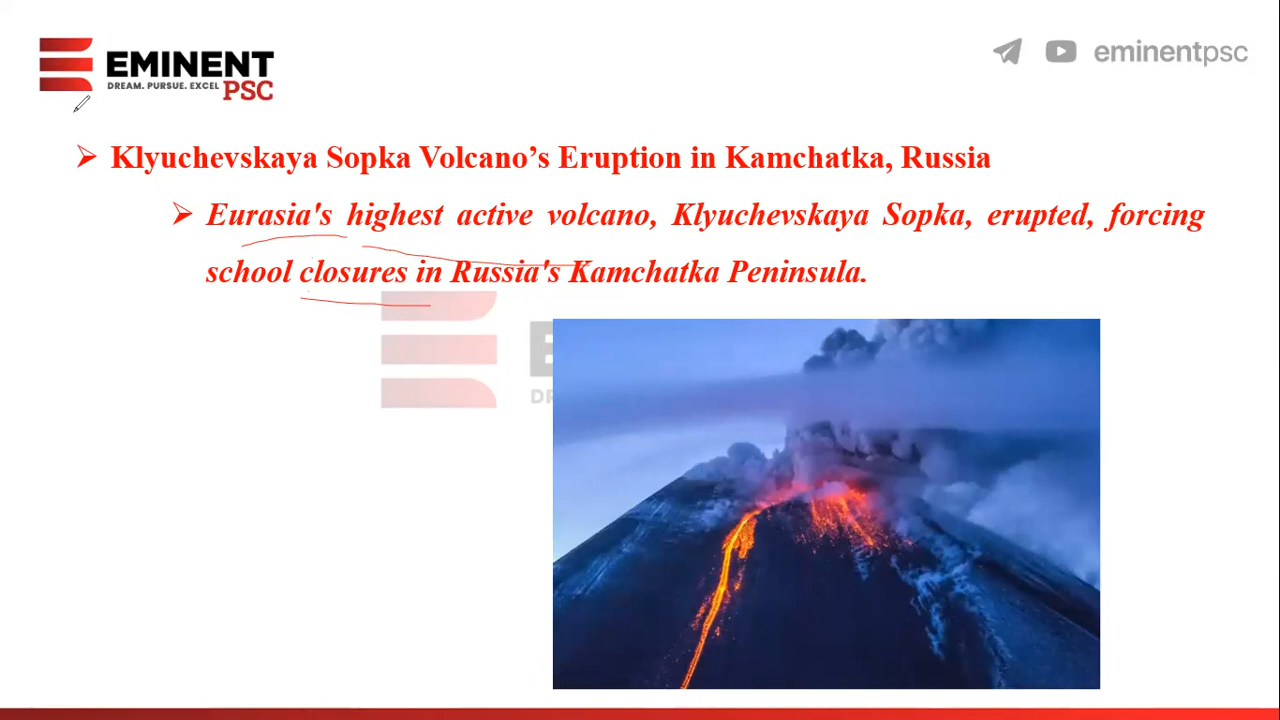 EMINENT
DREAM. PURSUE. EXCEL PSC
eminentpsc
Klyuchevskaya Sopka Volcano’s Eruption in Kamchatka, Russia
Eurasia's highest active volcano, Klyuchevskaya Sopka, erupted, forcing
school closures in Russia's Kamchatka Peninsula.
E
DR